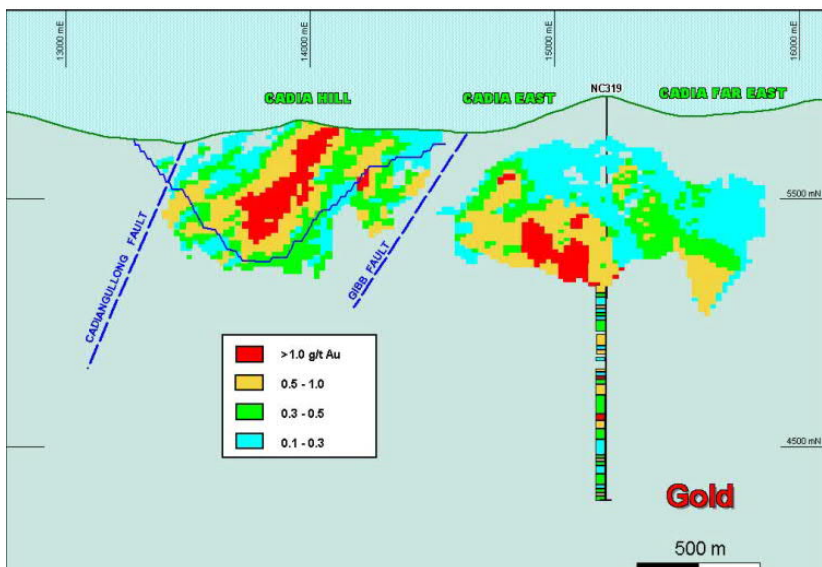 13000 mE
14000 mE
15000 mE
16000 mE
NC319
CADIA HILL
CADIA EAST
CADIA FAR EAST
5500 mN
CADIANGULLONG FAULT
GIBB FAULT
>1.0 g/t Au
0.5 - 1.0
0.3 - 0.5
0.1 - 0.3
4500 mN
Gold
500 m